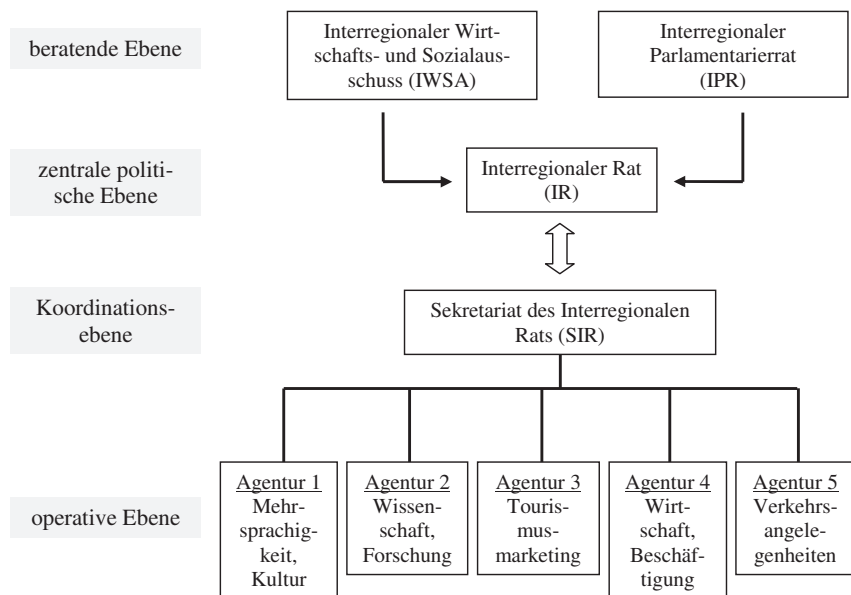 beratende Ebene
Interregionaler Wirt-
schafts- und Sozialaus-
schuss (IWSA)
Interregionaler
Parlamentarierrat
(IPR)
zentrale politi-
sche Ebene
Interregionaler Rat
(IR)
Koordinations-
ebene
Sekretariat des Interregionalen
Rats (SIR)
operative Ebene
Agentur 1
Mehr-
sprachig-
keit,
Kultur
Agentur 2
Wissen-
schaft,
Forschung
Agentur 3
Touris-
mus-
marketing
Agentur 4
Wirt-
schaft,
Beschäf-
tigung
Agentur 5
Verkehrs-
angele-
genheiten